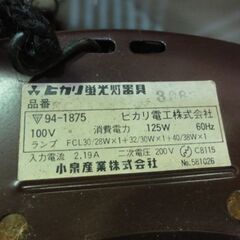 ヒカリ蛍光灯器具
品番
▽94-1875 ヒカリ電工株式会社
100V 消費電力 125W 60Hz
ランプ FCL30/28W×1+32/30W×1+40/38W×1
入力電流 2.19A 二次電圧 200V CB115
小泉産業株式会社 No.581026